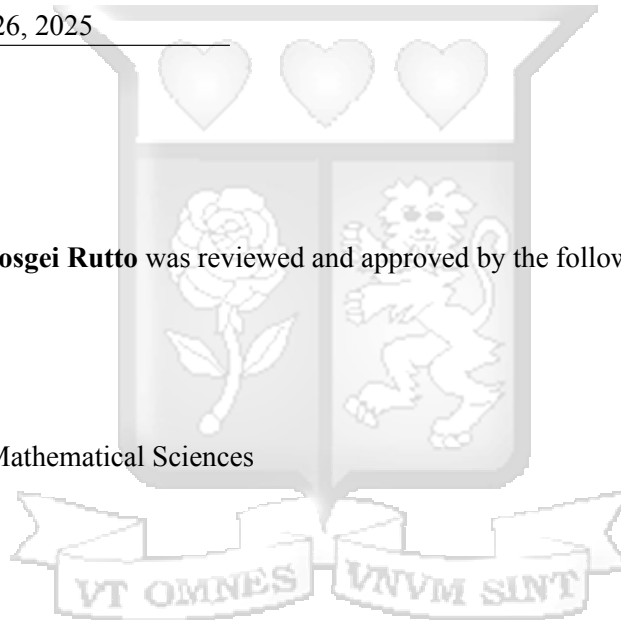 26, 2025
osgei Rutto was reviewed and approved by the follow
Mathematical Sciences
VT OMNES VNVM SINT